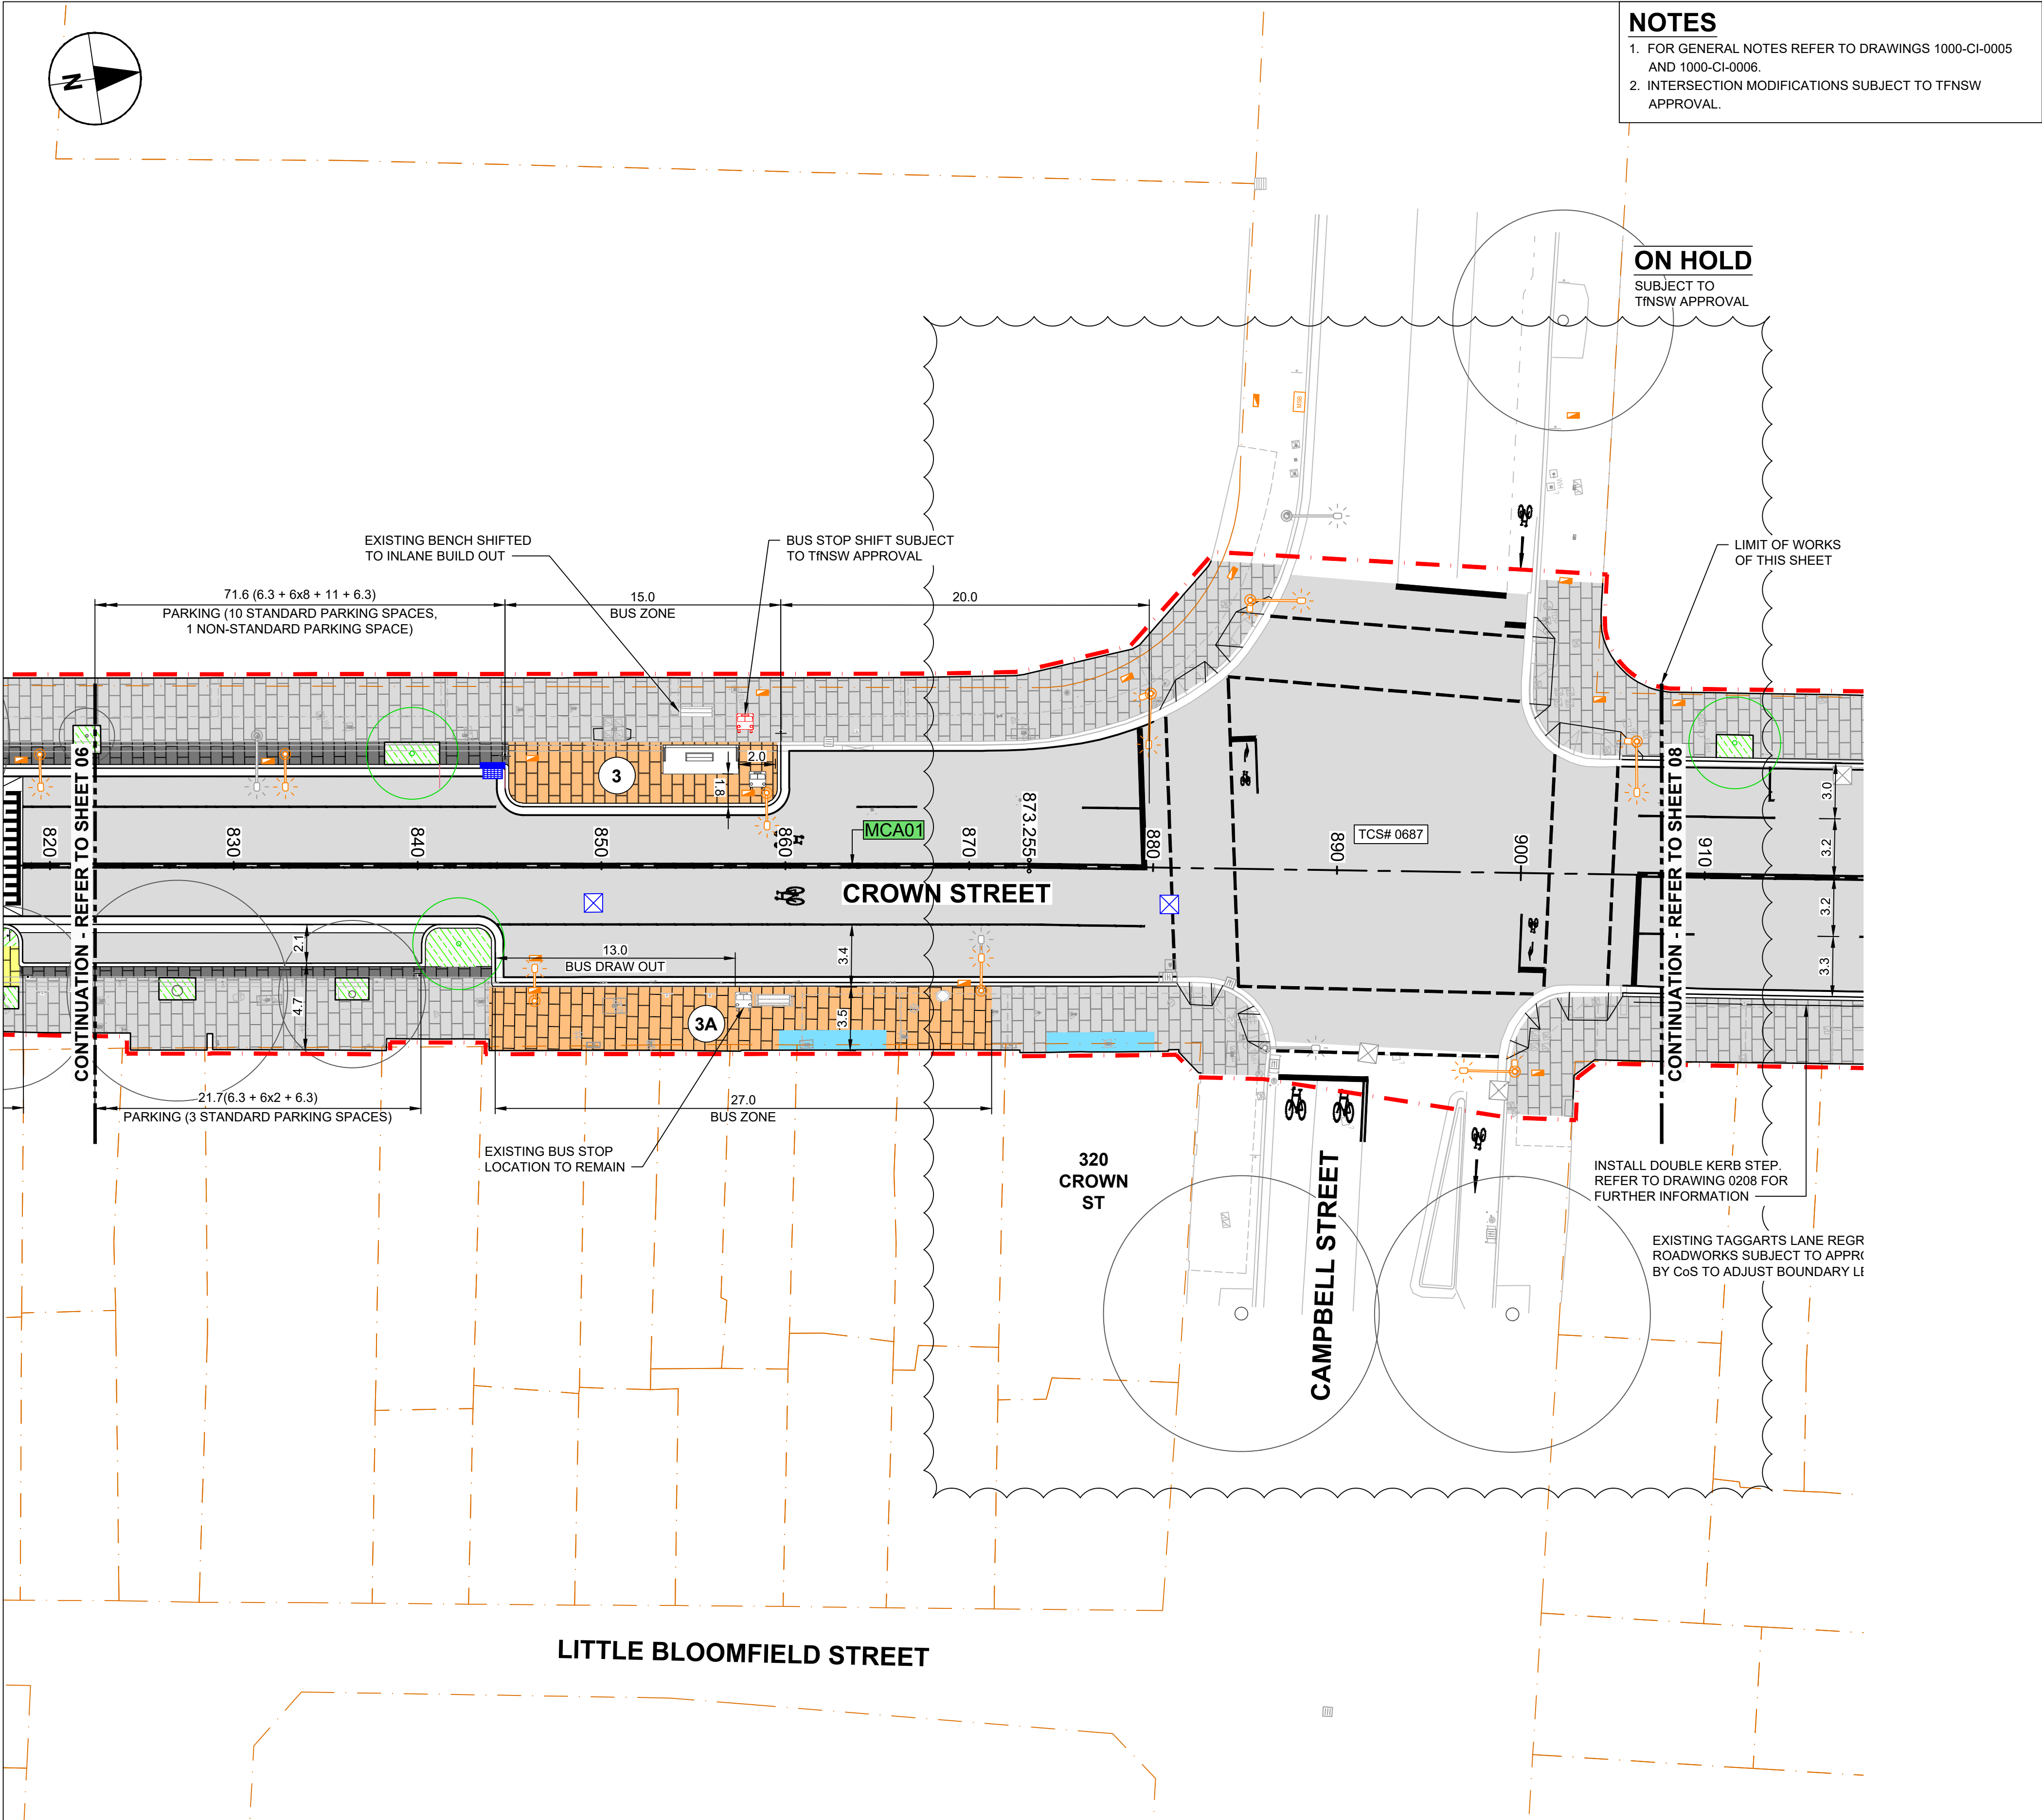 NOTES
1. FOR GENERAL NOTES REFER TO DRAWINGS 1000-CI-0005
AND 1000-CI-0006.
2. INTERSECTION MODIFICATIONS SUBJECT TO TFNSW
APPROVAL.
N
ON HOLD
SUBJECT TO
TfNSW APPROVAL
MSB
EXISTING BENCH SHIFTED
TO INLANE BUILD OUT
BUS STOP SHIFT SUBJECT
TO TfNSW APPROVAL
LIMIT OF WORKS
OF THIS SHEET
71.6 (6.3 + 6x8 + 11 + 6.3)
PARKING (10 STANDARD PARKING SPACES,
1 NON-STANDARD PARKING SPACE)
15.0
BUS ZONE
20.0
CONTINUATION - REFER TO SHEET 06
3
2.0
1.8
MCA01
820
830
840
850
860
870
873.255
880
890
900
910
TCS# 0687
CROWN STREET
CONTINUATION - REFER TO SHEET 08
3.0
3.2
3.2
3.3
2.1
4.7
13.0
BUS DRAW OUT
3.4
3A
3.5
21.7(6.3 + 6x2 + 6.3)
PARKING (3 STANDARD PARKING SPACES)
27.0
BUS ZONE
EXISTING BUS STOP
LOCATION TO REMAIN
320
CROWN
ST
CAMPBELL STREET
INSTALL DOUBLE KERB STEP.
REFER TO DRAWING 0208 FOR
FURTHER INFORMATION
EXISTING TAGGARTS LANE REGR
ROADWORKS SUBJECT TO APPRO
BY CoS TO ADJUST BOUNDARY LE
LITTLE BLOOMFIELD STREET